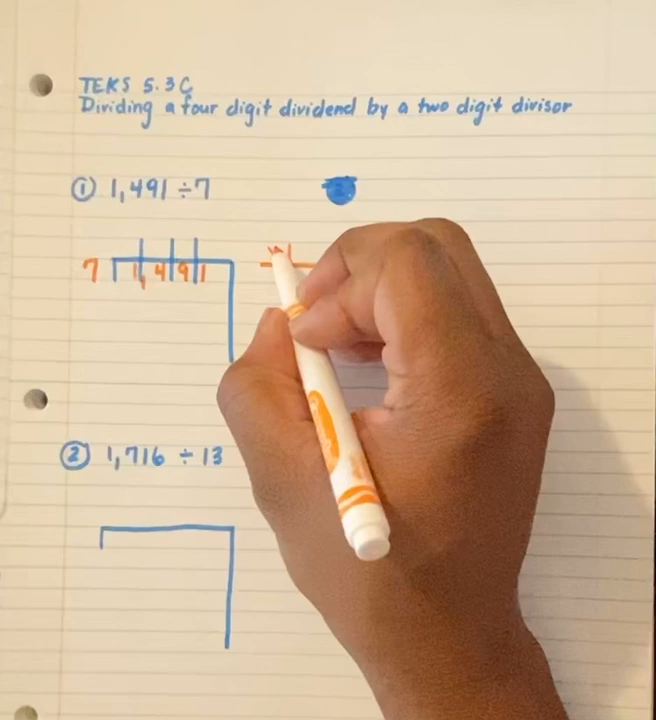 TEKS 5.3C
Dividing a four digit dividend by a two digit divisor
① 1,491 ÷ 7
7 1,491
② 1,716 ÷ 13